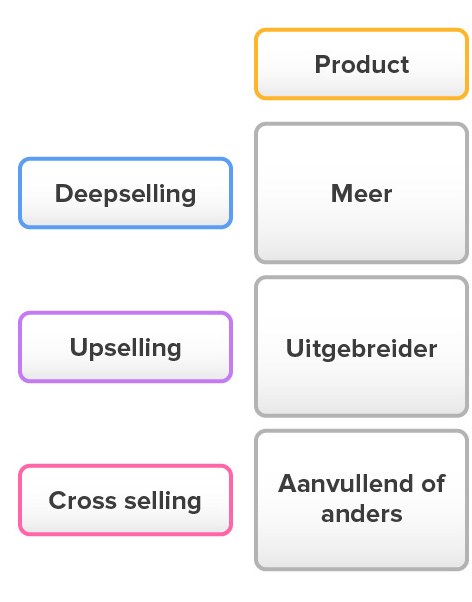 Product
Deepselling
Meer
Upselling
Uitgebreider
Cross selling
Aanvullend of
anders